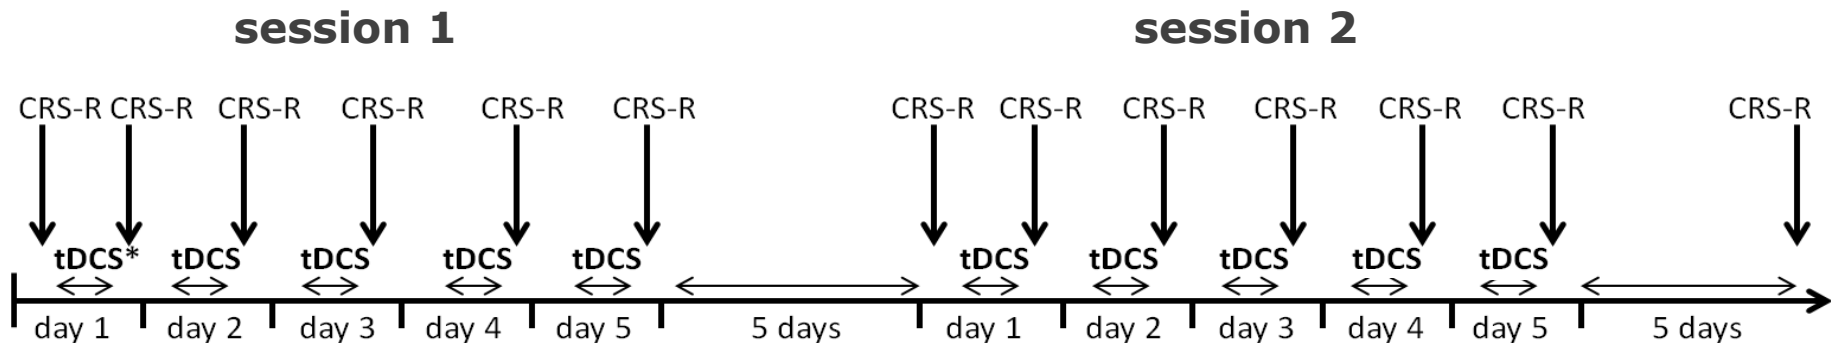 session 1 session 2
CRS-R CRS-R CRS-R CRS-R CRS-R CRS-R CRS-R CRS-R CRS-R CRS-R CRS-R CRS-R CRS-R
tDCS* tDCS tDCS tDCS tDCS tDCS tDCS tDCS tDCS tDCS
day 1 day 2 day 3 day 4 day 5 5 days day 1 day 2 day 3 day 4 day 5 5 days